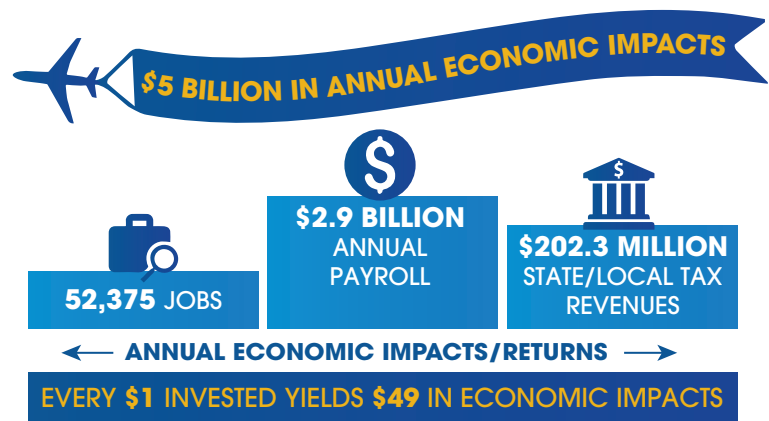 $5 BILLION IN ANNUAL ECONOMIC IMPACTS
$
$
52,375 JOBS
$2.9 BILLION
ANNUAL
PAYROLL
$202.3 MILLION
STATE/LOCAL TAX
REVENUES
ANNUAL ECONOMIC IMPACTS/RETURNS
EVERY $1 INVESTED YIELDS $49 IN ECONOMIC IMPACTS